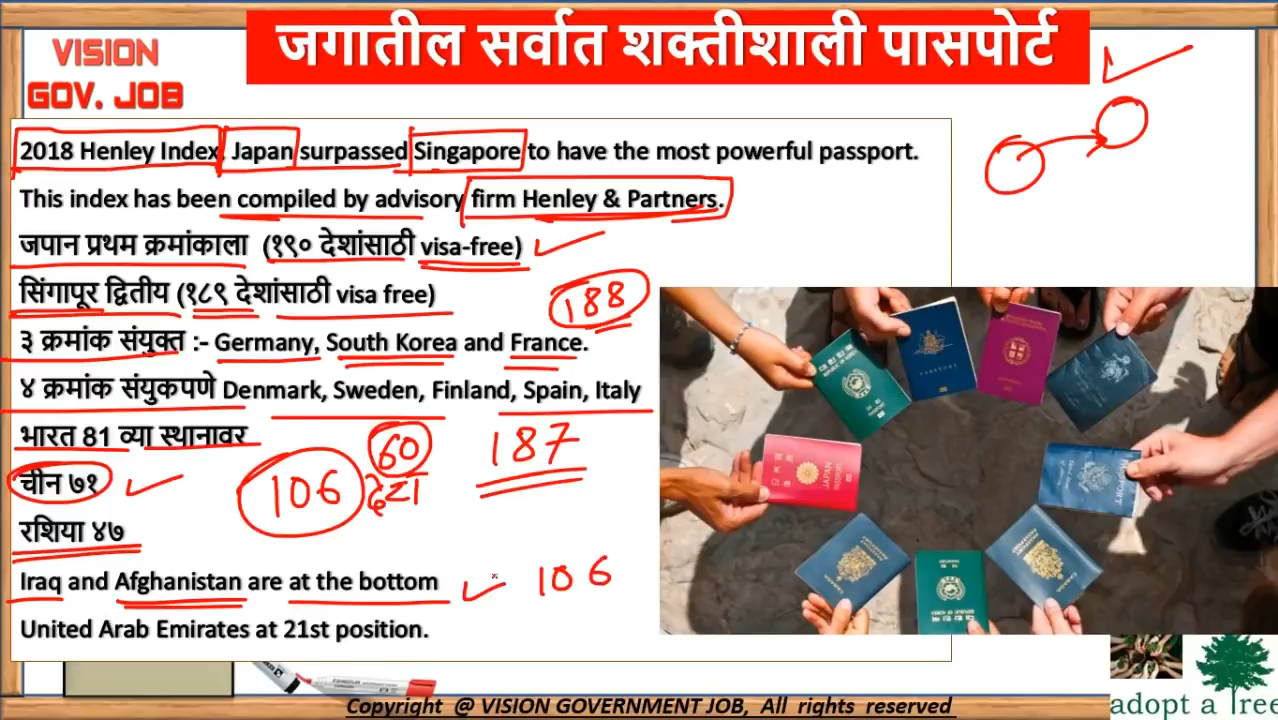 जगातील सर्वात शक्तीशाली पासपोर्ट
VISION
GOV. JOB
2018 Henley Index, Japan surpassed Singapore to have the most powerful passport.
This index has been compiled by advisory firm Henley & Partners.
जपान प्रथम क्रमांकाला (१९० देशांसाठी visa-free)
सिंगापूर द्वितीय (१८९ देशांसाठी visa free)
188
३ क्रमांक संयुक्त :- Germany, South Korea and France.
४ क्रमांक संयुकपणे Denmark, Sweden, Finland, Spain, Italy
भारत 81 व्या स्थानावर
60
187
चीन ७१
106
देश
रशिया ४७
Iraq and Afghanistan are at the bottom
106
United Arab Emirates at 21st position.
PASSPORT
JAPAN
PASSPORT
Copyright @ VISION GOVERNMENT JOB, All rights reserved
adopt a Tree